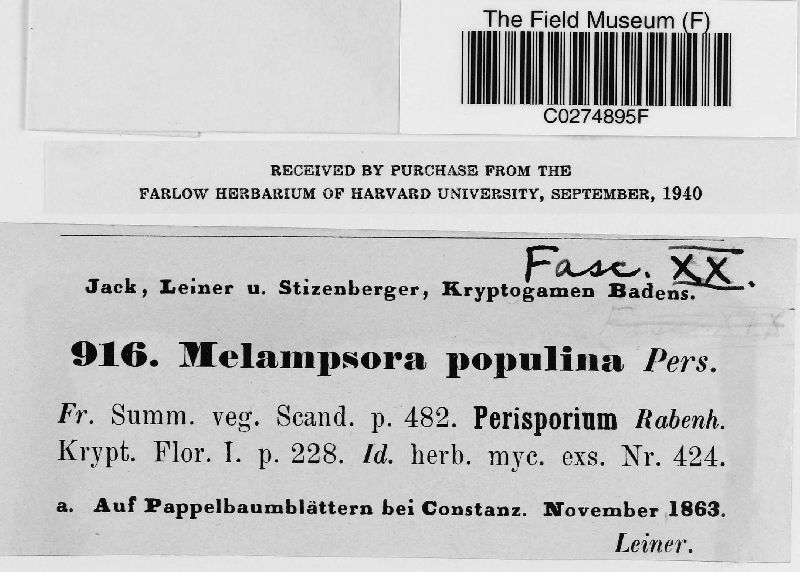 The Field Museum (F)
C0274895F
RECEIVED BY PURCHASE FROM THE
FARLOW HERBARIUM OF HARVARD UNIVERSITY, SEPTEMBER, 1940
Fasc. XX.
Jack, Leiner u. Stizenberger, Kryptogamen Badens.
916. Melampsora populina Pers.
Fr. Summ. veg. Scand. p. 482. Perisporium Rabenh.
Krypt. Flor. I. p. 228. Id. herb. myc. exs. Nr. 424.
a. Auf Pappelbaumblättern bei Constanz. November 1863.
Leiner.